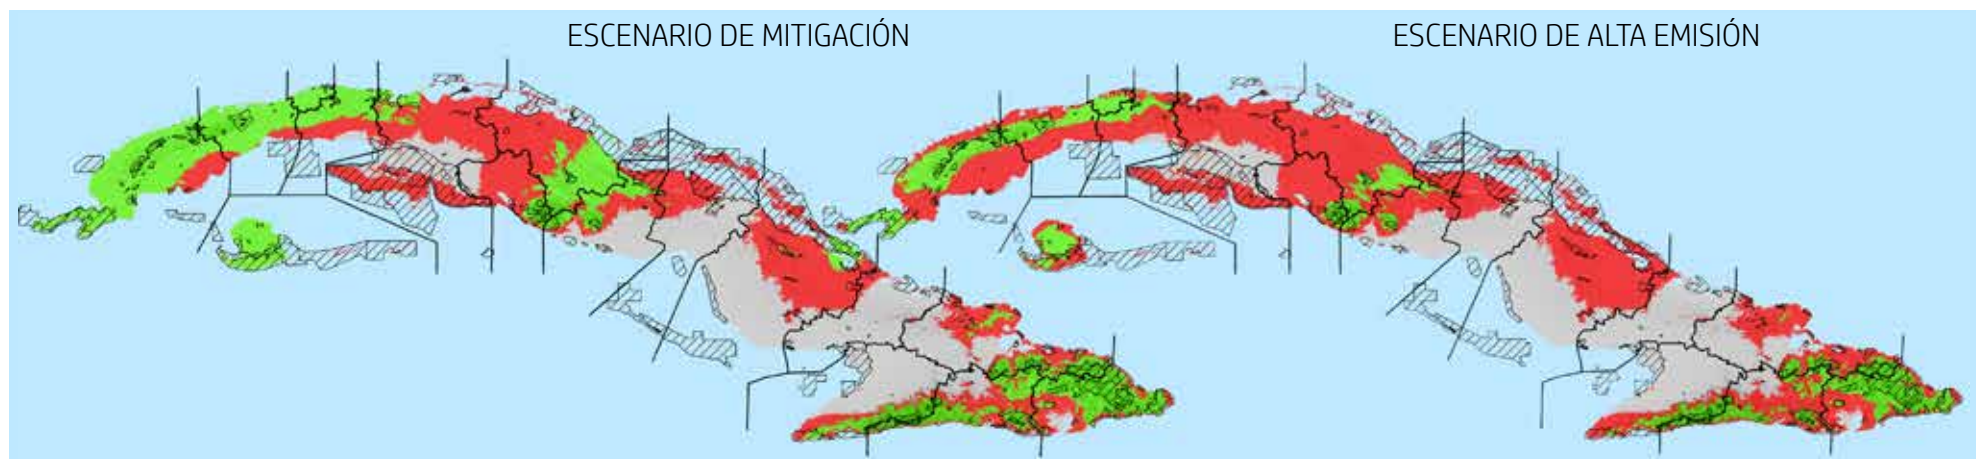 ESCENARIO DE MITIGACIÓN
ESCENARIO DE ALTA EMISIÓN